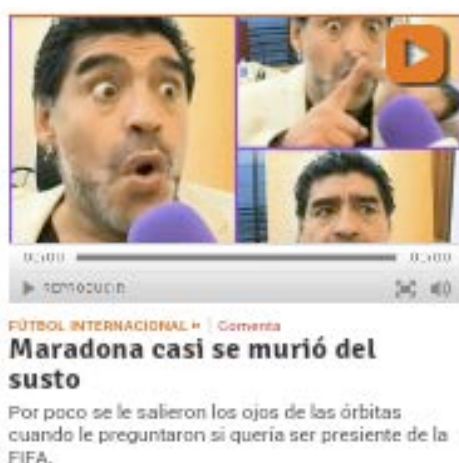 REPRODUCIR
FÚTBOL INTERNACIONAL » | Comenta
Maradona casi se murió del
susto
Por poco se le salieron los ojos de las órbitas
cuando le preguntaron si quería ser presiente de la
FIFA.